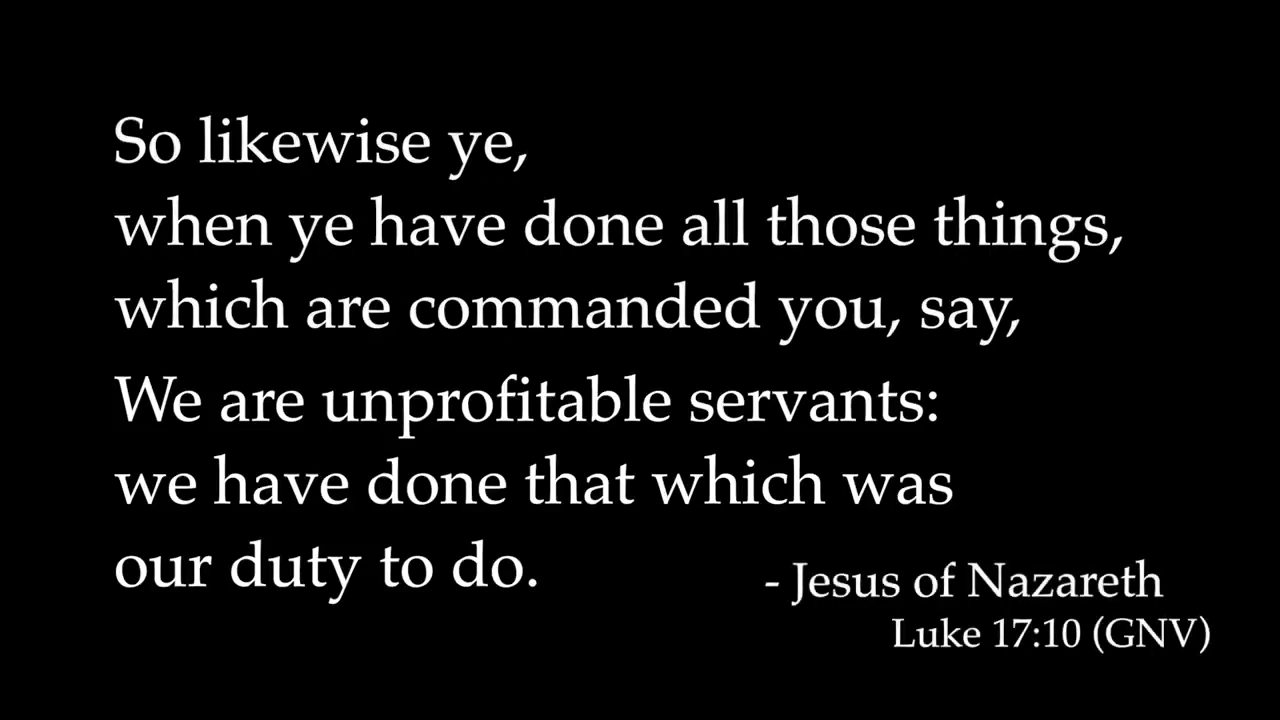 So likewise ye,
when ye have done all those things,
which are commanded you, say,
We are unprofitable servants:
we have done that which was
our duty to do.
- Jesus of Nazareth
Luke 17:10 (GNV)